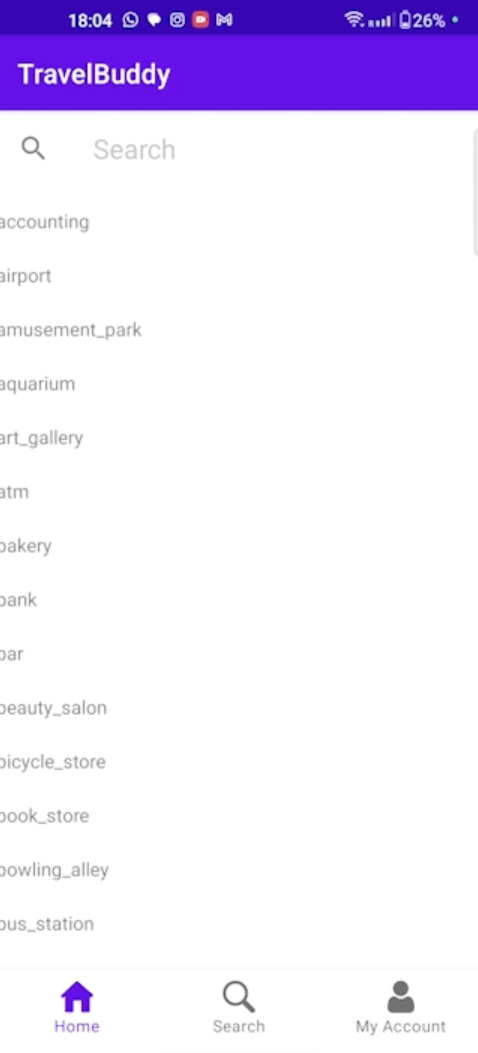 18:04 26%
TravelBuddy
Search
accounting
airport
amusement_park
aquarium
art_gallery
atm
bakery
bank
bar
beauty_salon
bicycle_store
book_store
bowling_alley
bus_station
Home Search My Account